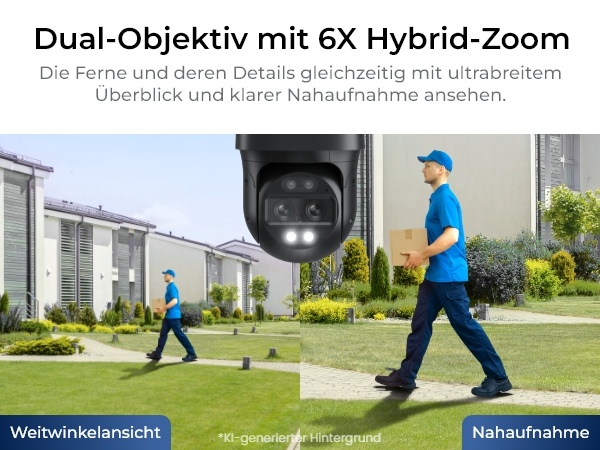 Dual-Objektiv mit 6X Hybrid-Zoom
Die Ferne und deren Details gleichzeitig mit ultrabreitem
Überblick und klarer Nahaufnahme ansehen.
Weitwinkelansicht
*KI-generierter Hintergrund
Nahaufnahme